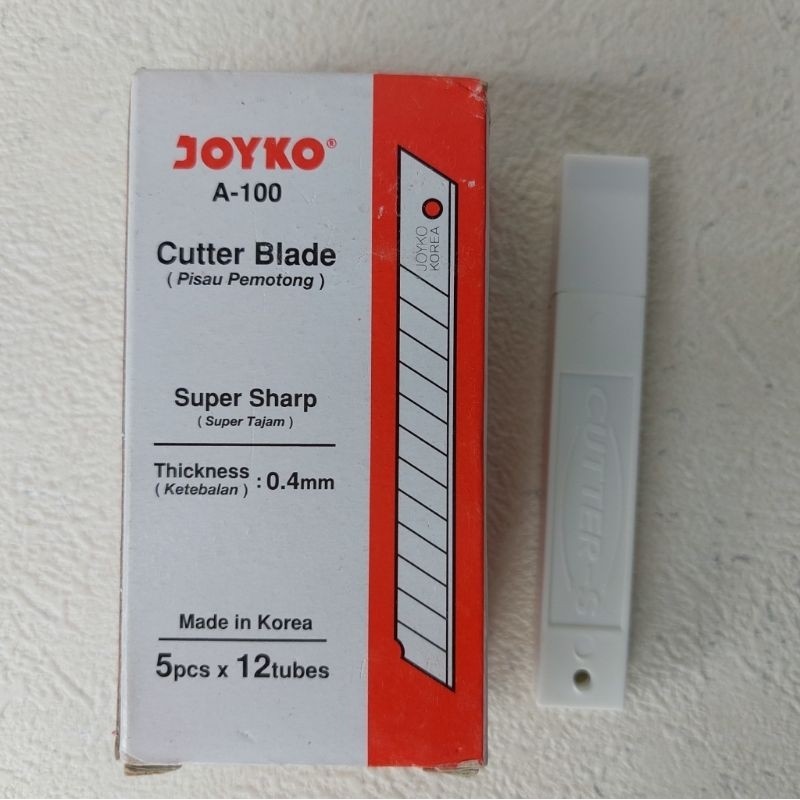 JOYKO®
A-100
Cutter Blade
( Pisau Pemotong )
Super Sharp
( Super Tajam )
Thickness : 0.4mm
( Ketebalan )
Made in Korea
5pcs x 12tubes
JOYKO
KOREA
CUTTER-S